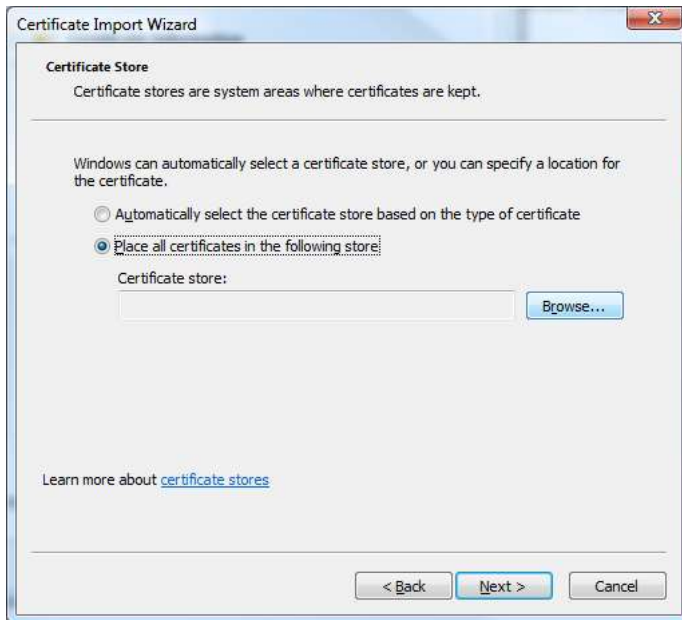 Certificate Import Wizard
Certificate Store
Certificate stores are system areas where certificates are kept.
Windows can automatically select a certificate store, or you can specify a location for
the certificate.
Automatically select the certificate store based on the type of certificate
Place all certificates in the following store
Certificate store:
Browse...
Learn more about certificate stores
< Back
Next >
Cancel